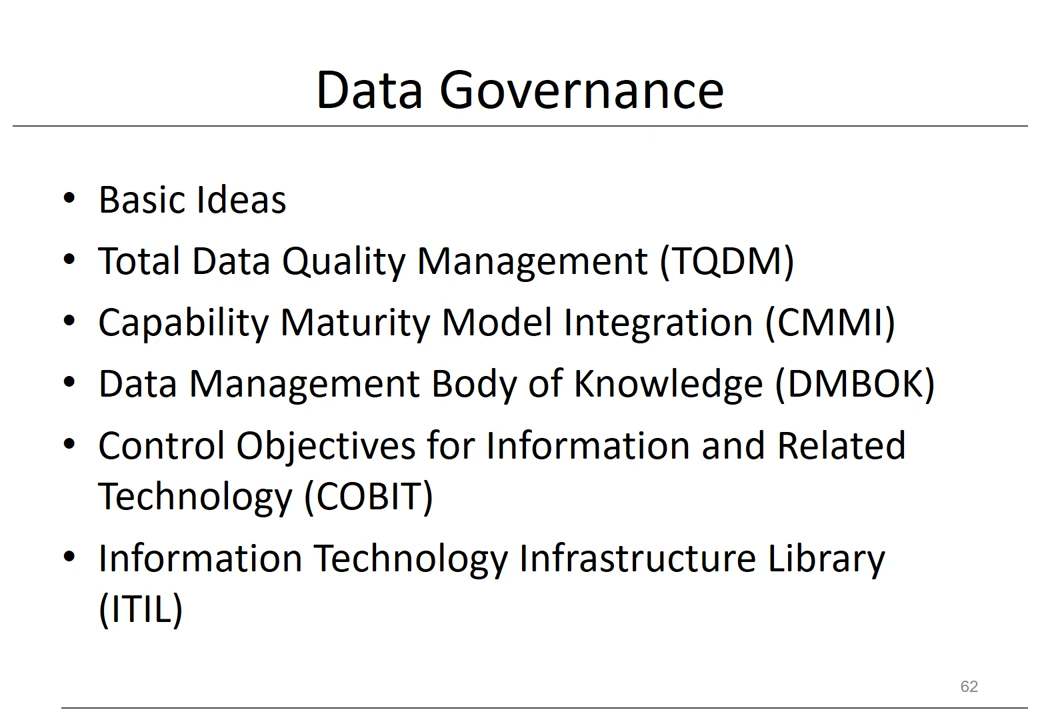 Data Governance
• Basic Ideas
• Total Data Quality Management (TQDM)
• Capability Maturity Model Integration (CMMI)
• Data Management Body of Knowledge (DMBOK)
• Control Objectives for Information and Related
Technology (COBIT)
• Information Technology Infrastructure Library
(ITIL)
62